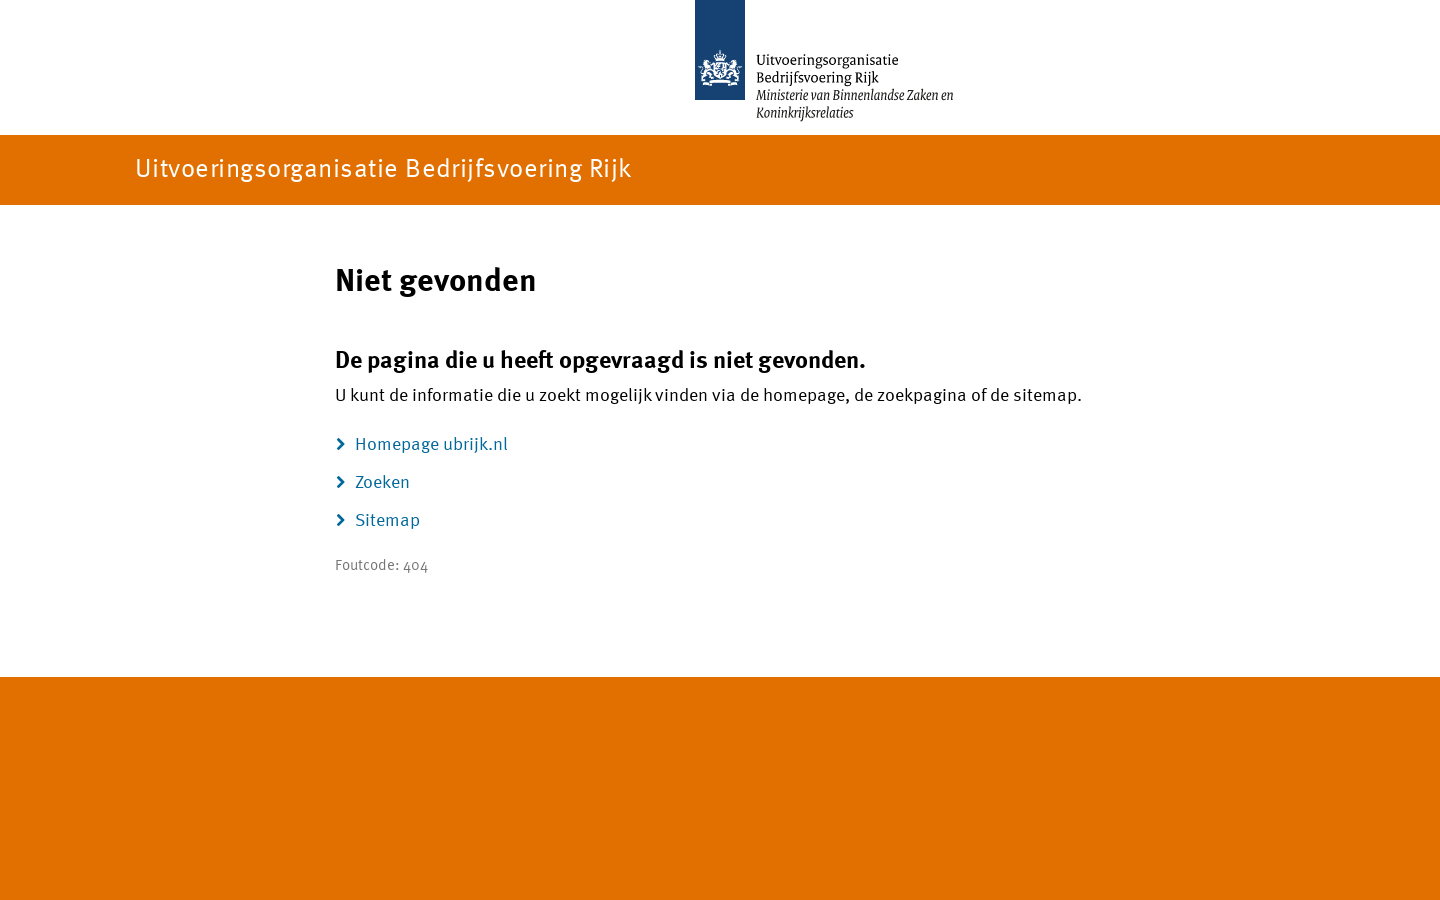 Uitvoeringsorganisatie
Bedrijfsvoering Rijk
Ministerie van Binnenlandse Zaken en
Koninkrijksrelaties
Uitvoeringsorganisatie Bedrijfsvoering Rijk
Niet gevonden
De pagina die u heeft opgevraagd is niet gevonden.
U kunt de informatie die u zoekt mogelijk vinden via de homepage, de zoekpagina of de sitemap.
Homepage ubrijk.nl
Zoeken
Sitemap
Foutcode: 404